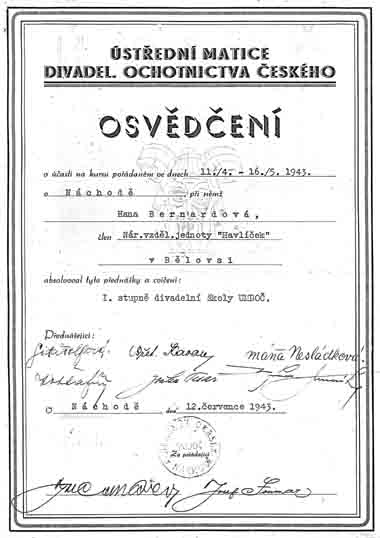 ÚSTŘEDNÍ MATICE
DIVADEL. OCHOTNICTVA ČESKÉHO
OSVĚDČENÍ
o účasti na kursu pořádaném ve dnech 11./4. - 16./5. 1943.
v Náchodě při němž
Hana Bernardová,
člen Nár.vzděl.jednoty "Havlíček"
v Bělovsi
absolvoval tyto přednášky a cvičení:
I. stupně divadelní školy ÚMDOČ.
Přednášející:
Máňa Nesládková
Náchodě dne 12.července 1943.
Za pořádající